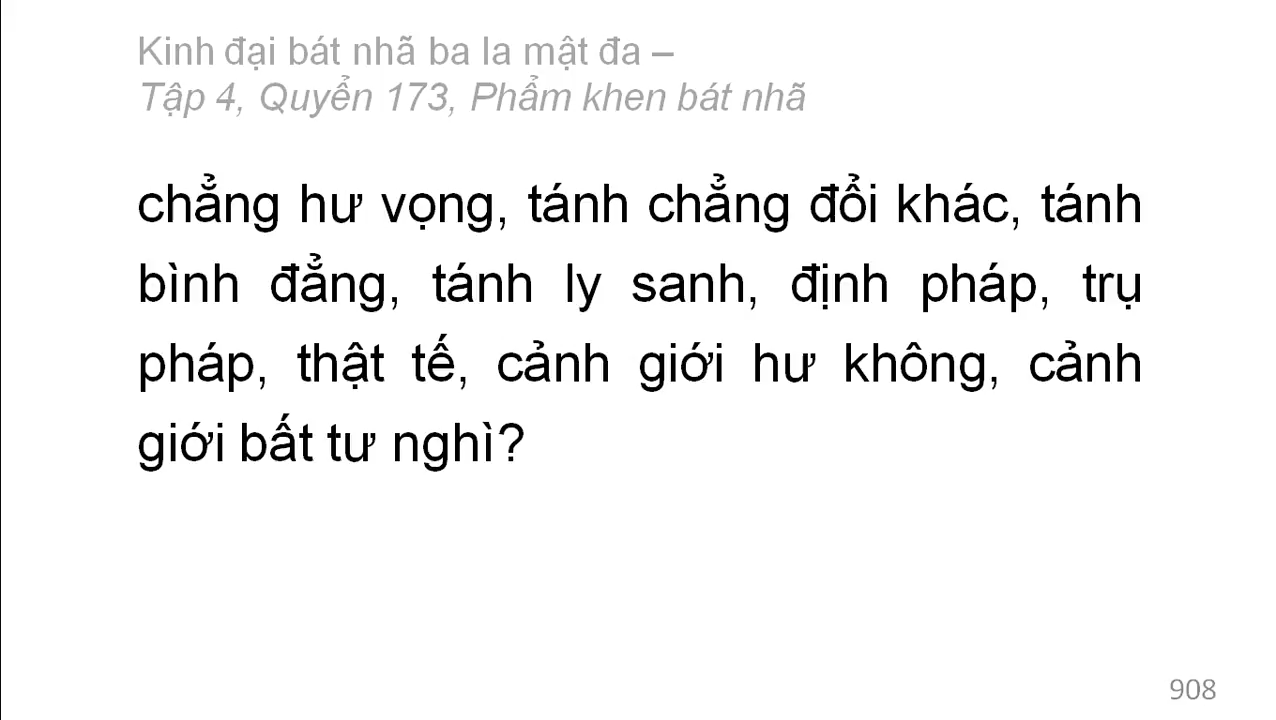 Kinh đại bát nhã ba la mật đa –
Tập 4, Quyển 173, Phẩm khen bát nhã
chẳng hư vọng, tánh chẳng đổi khác, tánh
bình đẳng, tánh ly sanh, định pháp, trụ
pháp, thật tế, cảnh giới hư không, cảnh
giới bất tư nghì?
908